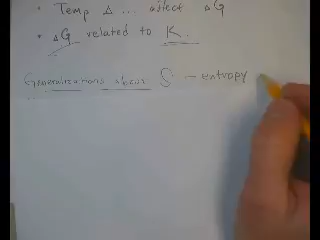 • Temp Δ ... affect ΔG
• ΔG related to K.
Generalizations about S - entropy